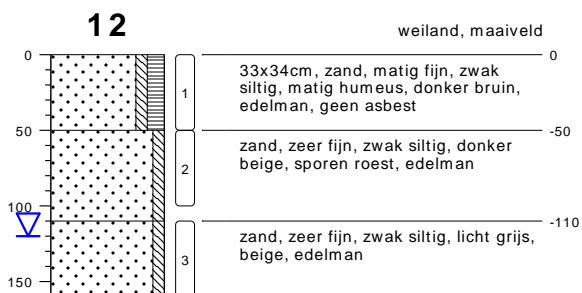 12
weiland, maaiveld
0
0
33x34cm, zand, matig fijn, zwak
siltig, matig humeus, donker bruin,
edelman, geen asbest
1
50
-50
zand, zeer fijn, zwak siltig, donker
beige, sporen roest, edelman
2
100
-110
zand, zeer fijn, zwak siltig, licht grijs,
beige, edelman
3
150